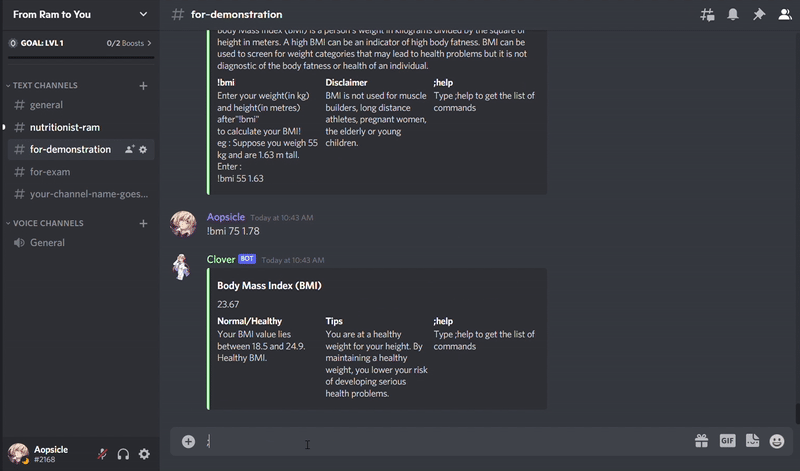 From Ram to You
GOAL: LVL 1
0/2 Boosts
TEXT CHANNELS
general
nutritionist-ram
for-demonstration
for-exam
your-channel-name-goes...
VOICE CHANNELS
General
Aopsicle
#2168
for-demonstration
Body Mass Index (BMI) is a person's weight in kilograms divided by the square of
height in meters. A high BMI can be an indicator of high body fatness. BMI can be
used to screen for weight categories that may lead to health problems but it is not
diagnostic of the body fatness or health of an individual.
!bmi
Enter your weight(in kg)
and height(in metres)
after"!bmi"
to calculate your BMI!
eg : Suppose you weigh 55
kg and are 1.63 m tall.
Enter :
!bmi 55 1.63
Disclaimer
BMI is not used for muscle
builders, long distance
athletes, pregnant women,
the elderly or young
children.
;help
Type ;help to get the list of
commands
Aopsicle Today at 10:43 AM
!bmi 75 1.78
Clover BOT Today at 10:43 AM
Body Mass Index (BMI)
23.67
Normal/Healthy
Your BMI value lies
between 18.5 and 24.9.
Healthy BMI.
Tips
You are at a healthy
weight for your height. By
maintaining a healthy
weight, you lower your risk
of developing serious
health problems.
;help
Type ;help to get the list of
commands
;
GIF